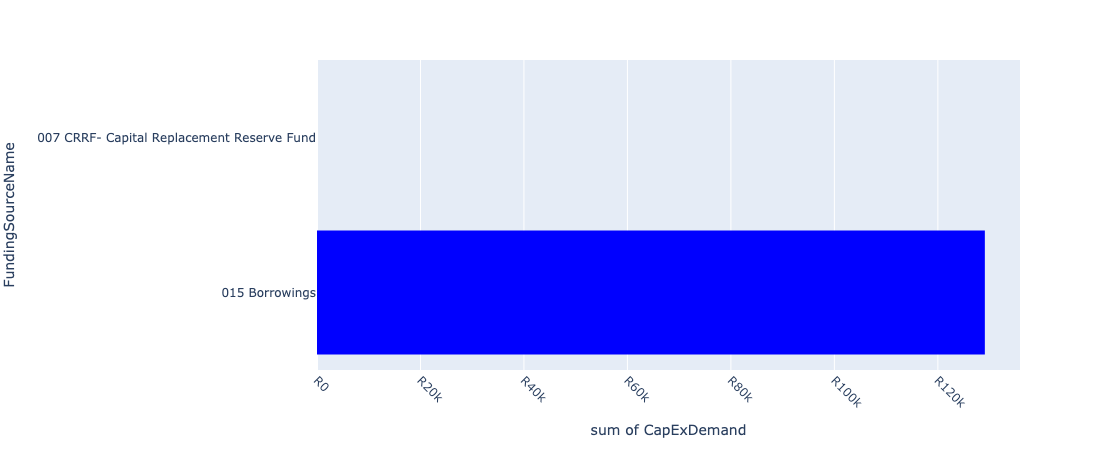 FundingSourceName
007 CRRF- Capital Replacement Reserve Fund
015 Borrowings
R0
R20k
R40k
R60k
R80k
R100k
R120k
sum of CapExDemand